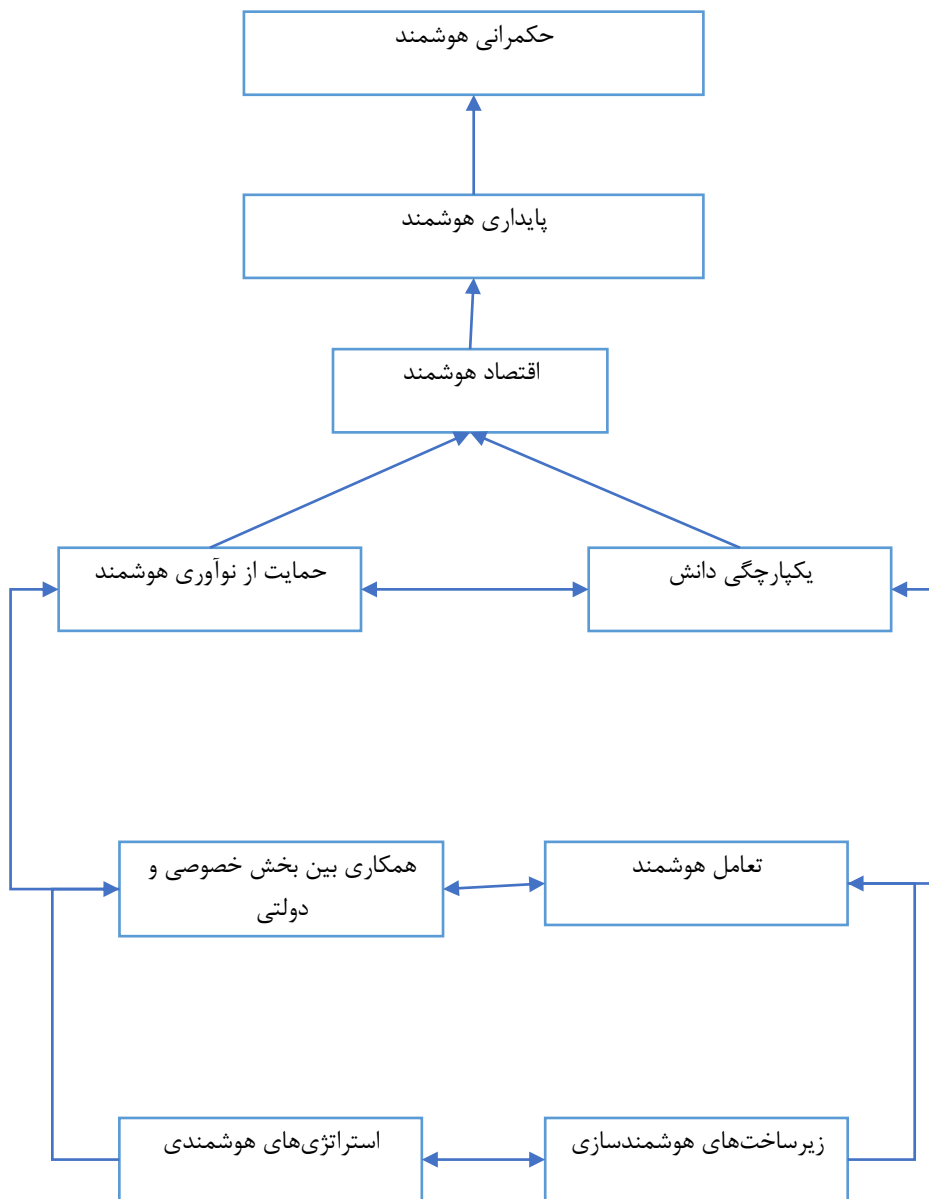 حکمرانی هوشمند
پایداری هوشمند
اقتصاد هوشمند
یکپارچگی دانش
حمایت از نوآوری هوشمند
تعامل هوشمند
همکاری بین بخش خصوصی و
دولتی
زیرساخت‌های هوشمندسازی
استراتژی‌های هوشمندی